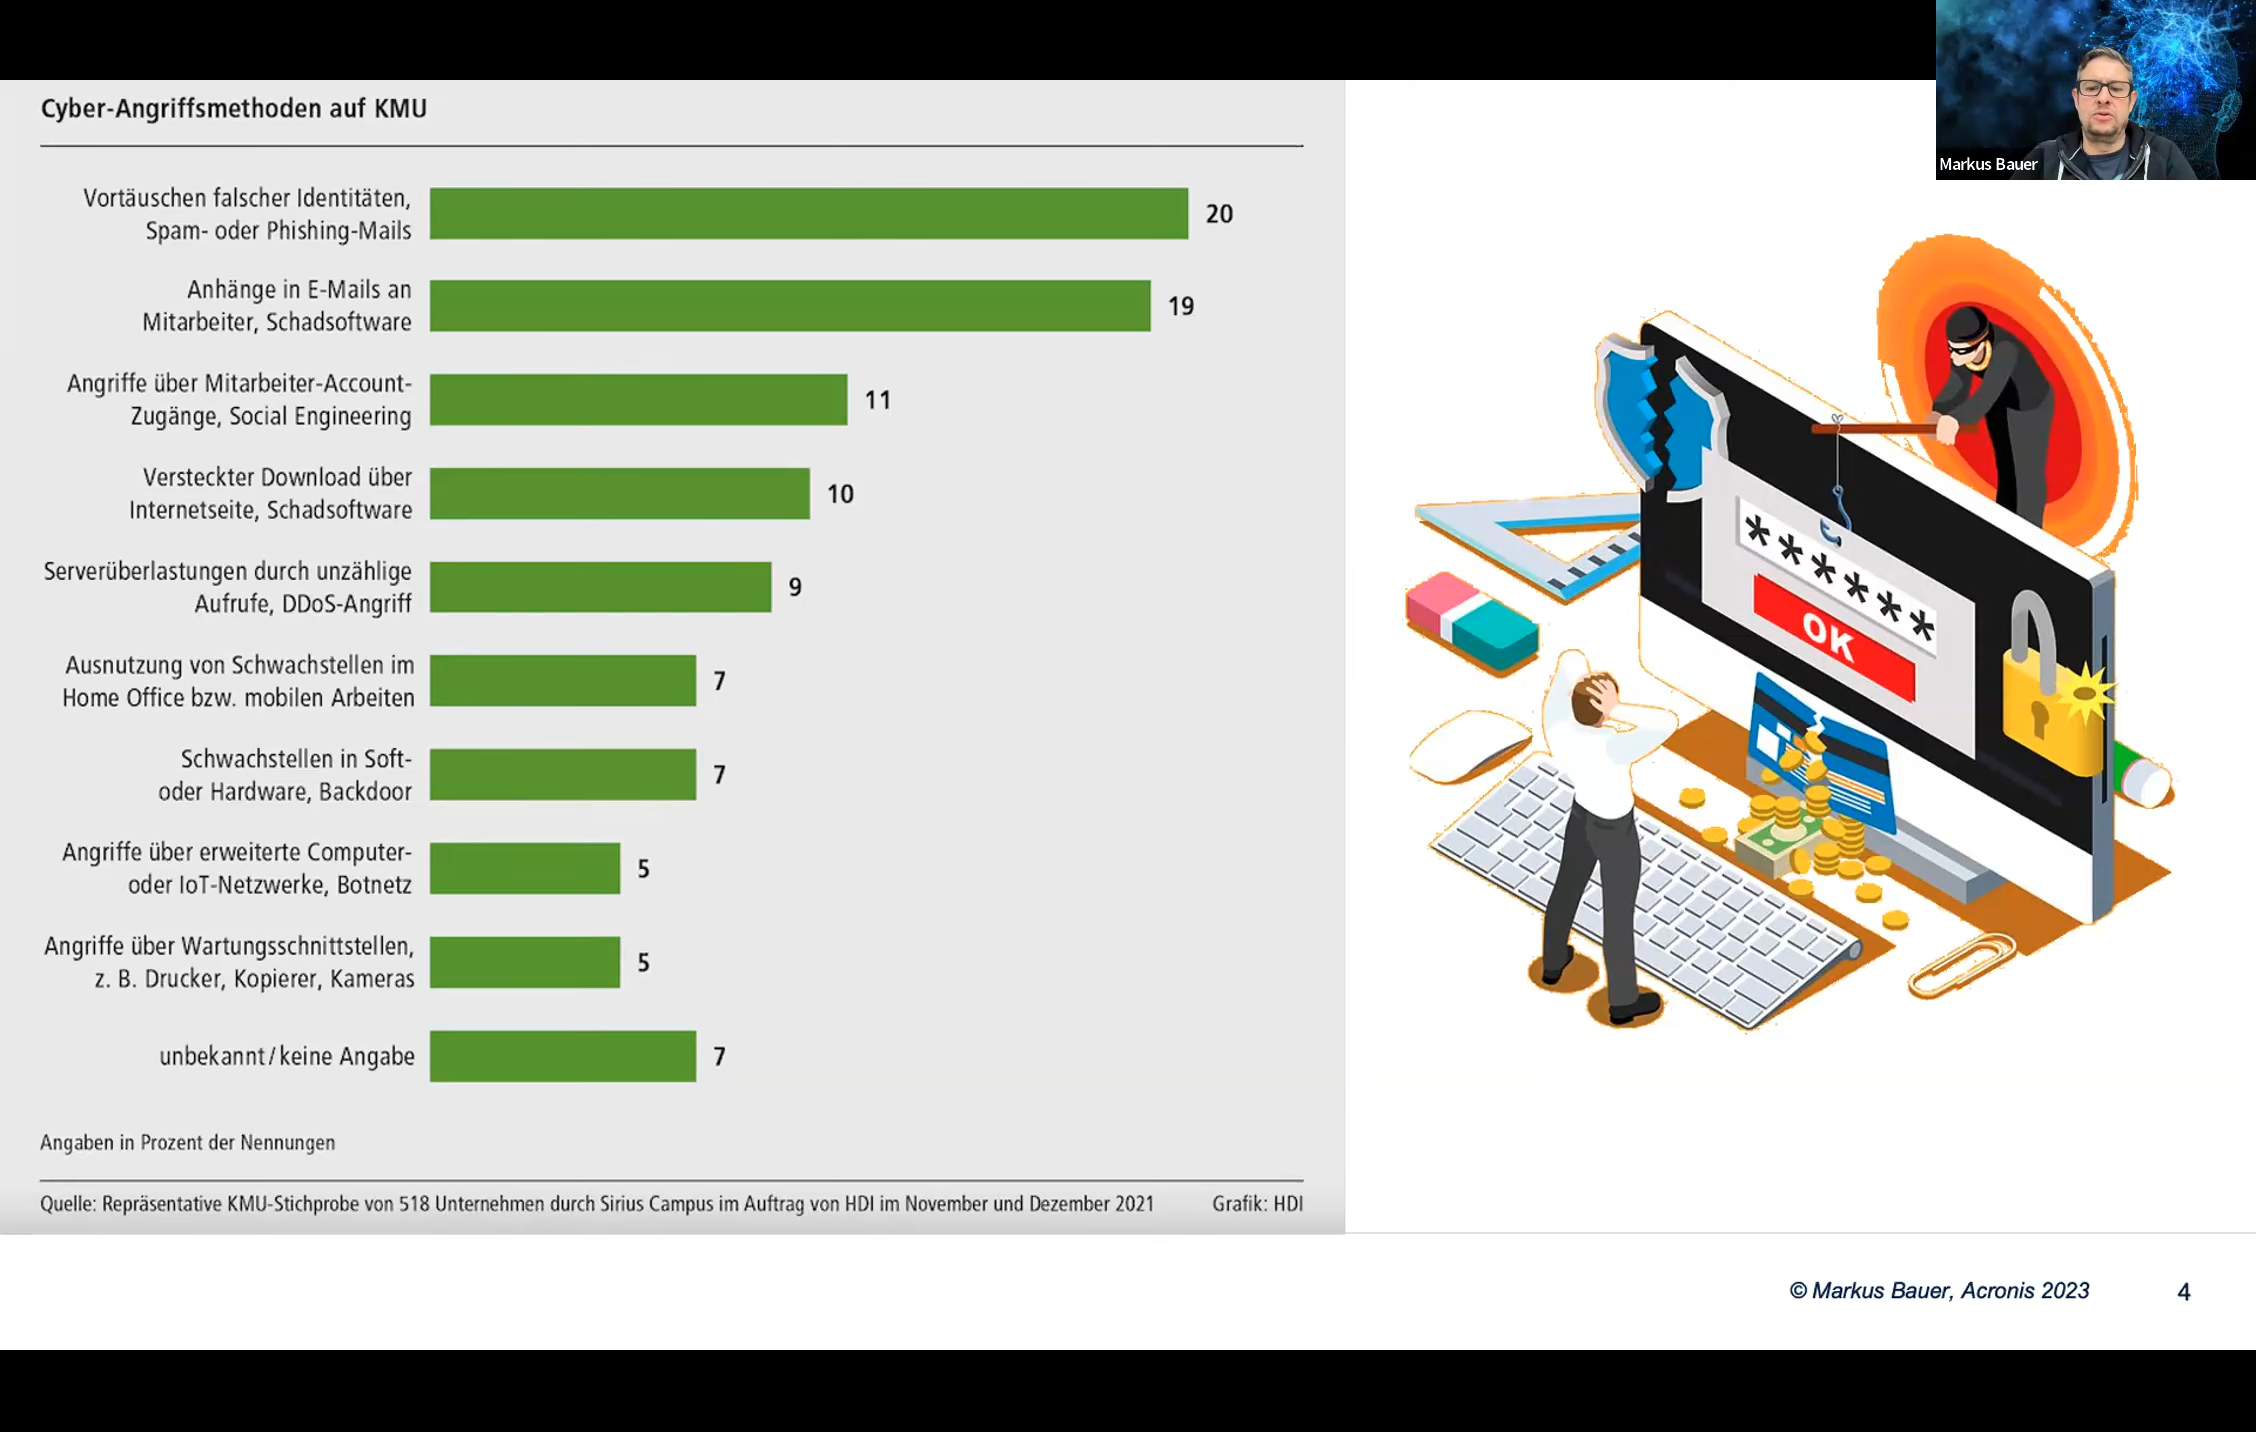 Markus Bauer
Cyber-Angriffsmethoden auf KMU
Vortäuschen falscher Identitäten,
Spam- oder Phishing-Mails
20
Anhänge in E-Mails an
Mitarbeiter, Schadsoftware
19
Angriffe über Mitarbeiter-Account-
Zugänge, Social Engineering
11
Versteckter Download über
Internetseite, Schadsoftware
10
Serverüberlastungen durch unzählige
Aufrufe, DDoS-Angriff
9
Ausnutzung von Schwachstellen im
Home Office bzw. mobilen Arbeiten
7
Schwachstellen in Soft-
oder Hardware, Backdoor
7
Angriffe über erweiterte Computer-
oder IoT-Netzwerke, Botnetz
5
Angriffe über Wartungsschnittstellen,
z. B. Drucker, Kopierer, Kameras
5
unbekannt/keine Angabe
7
Angaben in Prozent der Nennungen
Quelle: Repräsentative KMU-Stichprobe von 518 Unternehmen durch Sirius Campus im Auftrag von HDI im November und Dezember 2021
Grafik: HDI
******
OK
© Markus Bauer, Acronis 2023
4